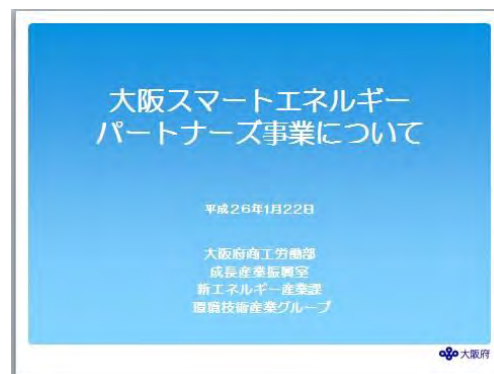 大阪スマートエネルギー
パートナーズ事業について
平成26年1月22日
大阪府商工労働部
成長産業振興室
新エネルギー産業課
環境技術産業グループ
大阪府